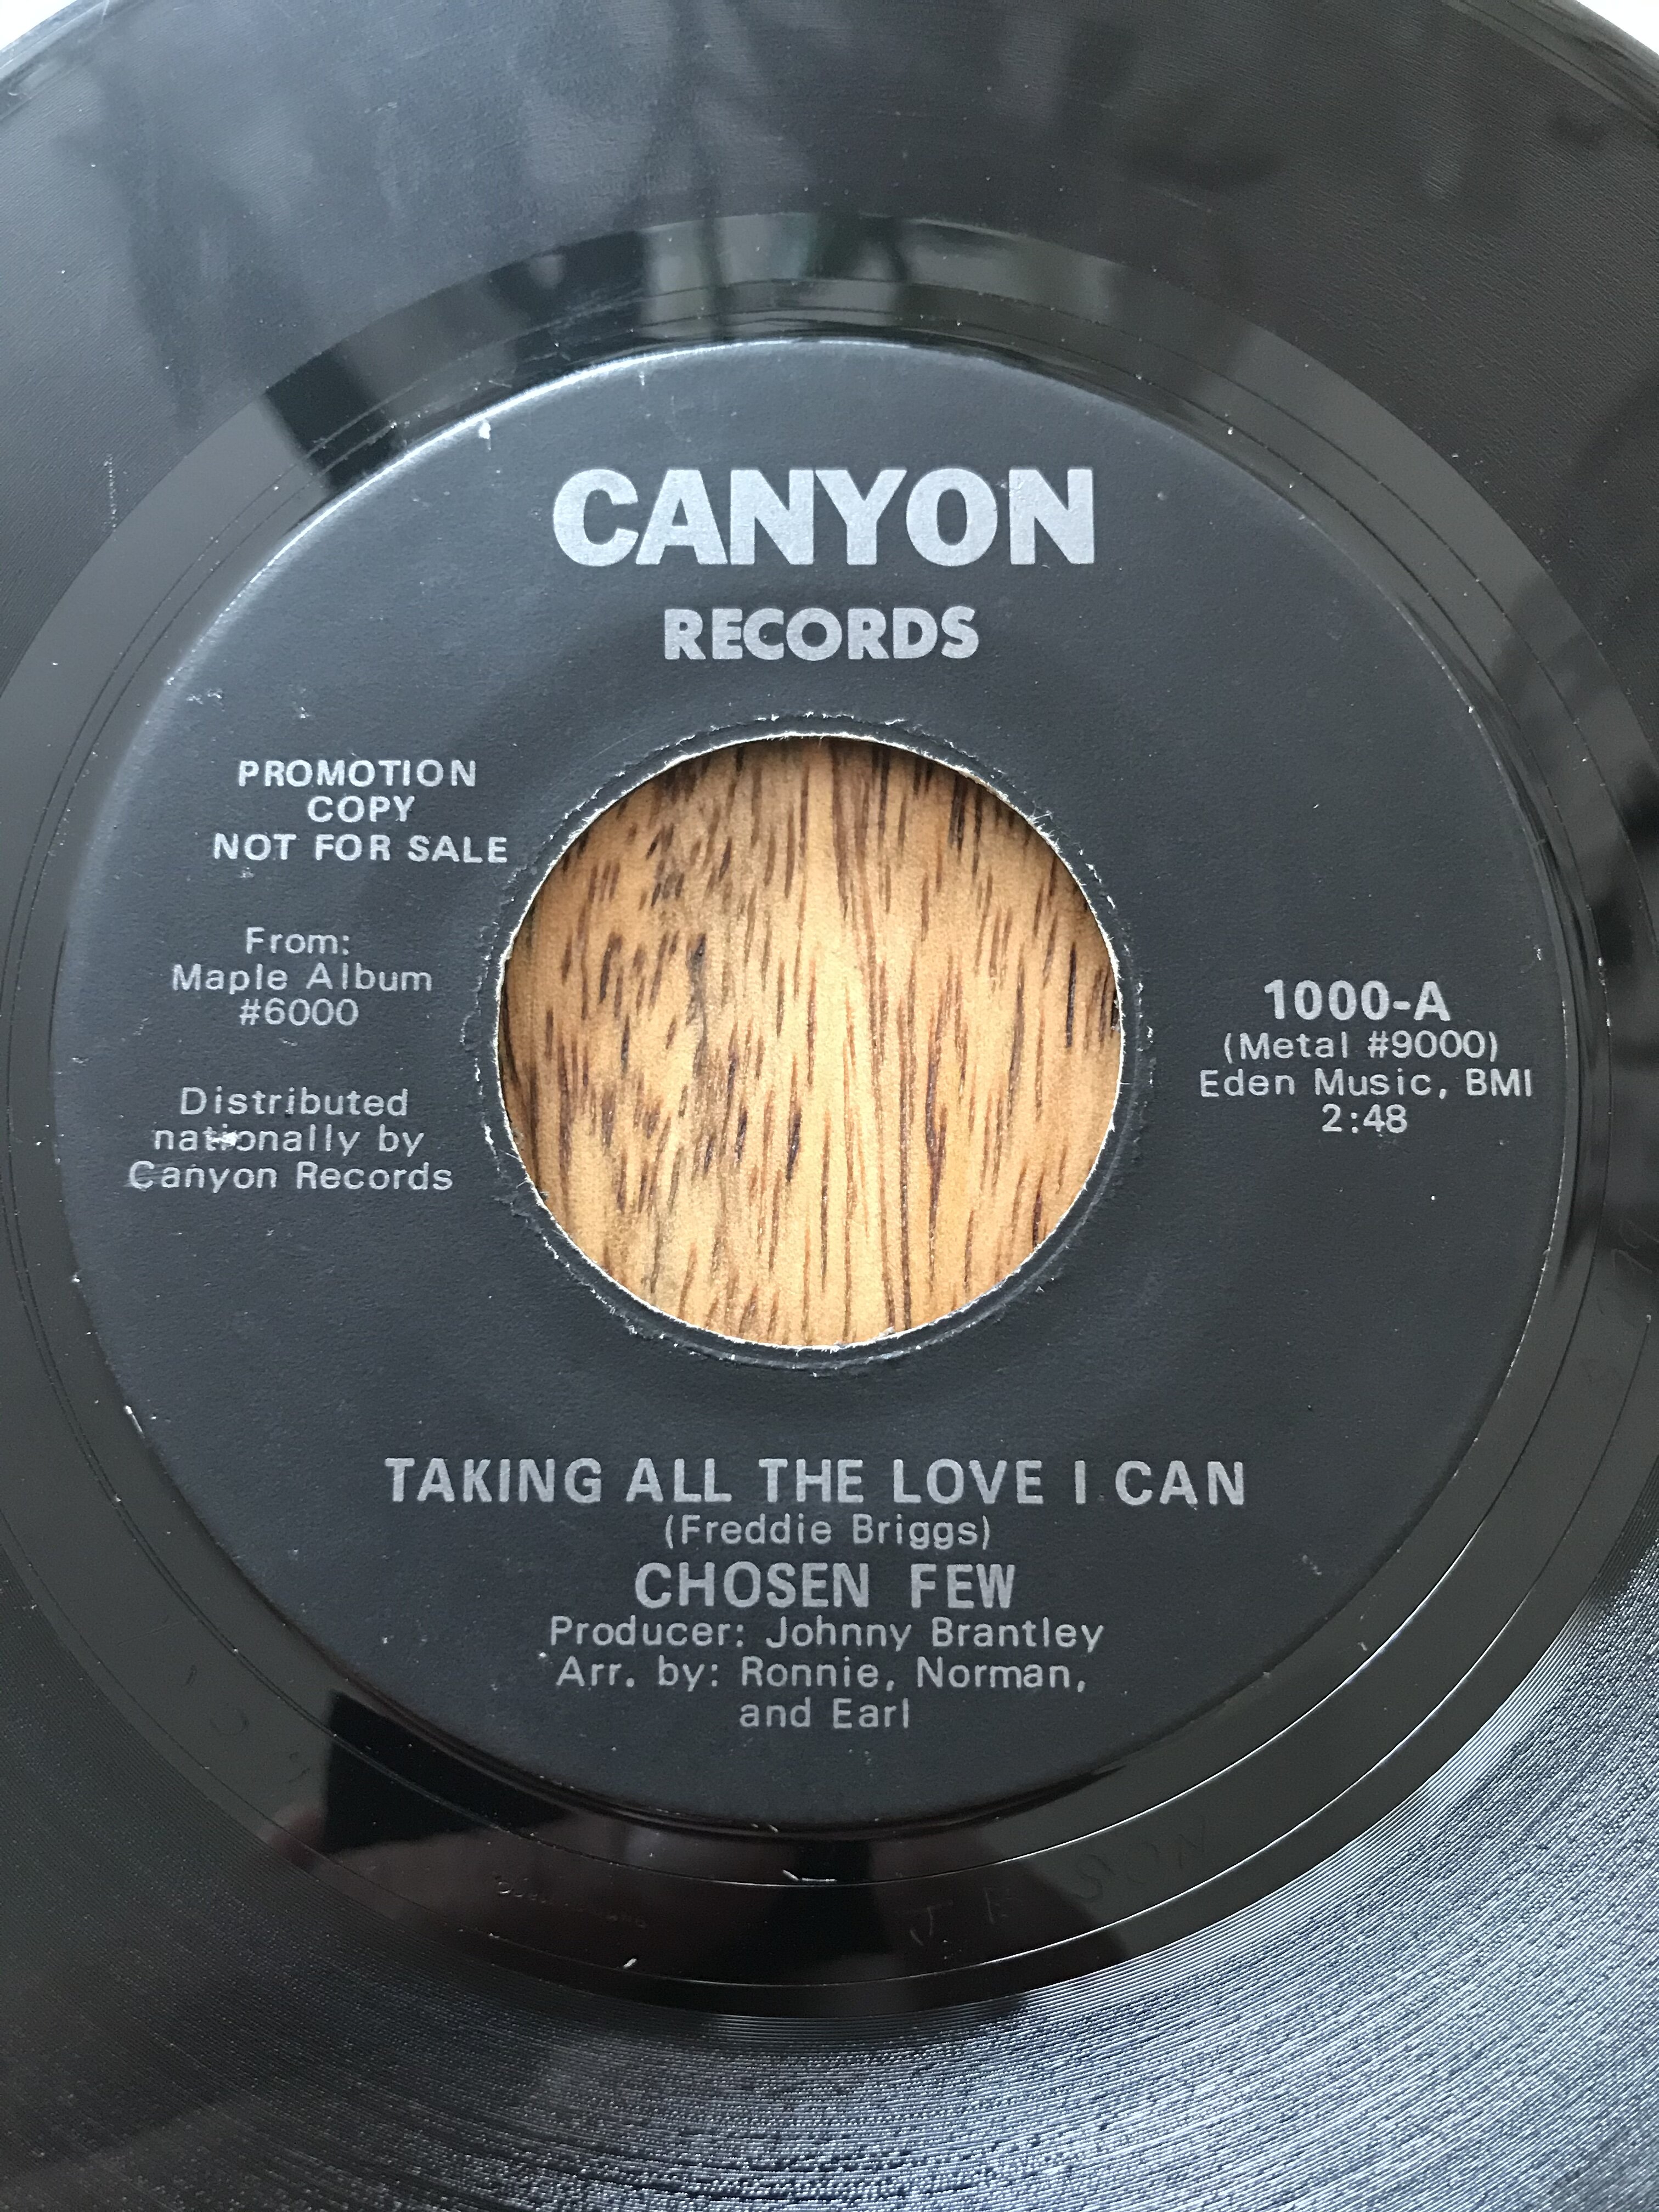 CANYON
RECORDS
PROMOTION
COPY
NOT FOR SALE
From:
Maple Album
#6000
Distributed
nationally by
Canyon Records
1000-A
(Metal #9000)
Eden Music, BMI
2:48
TAKING ALL THE LOVE I CAN
(Freddie Briggs)
CHOSEN FEW
Producer: Johnny Brantley
Arr. by: Ronnie, Norman,
and Earl